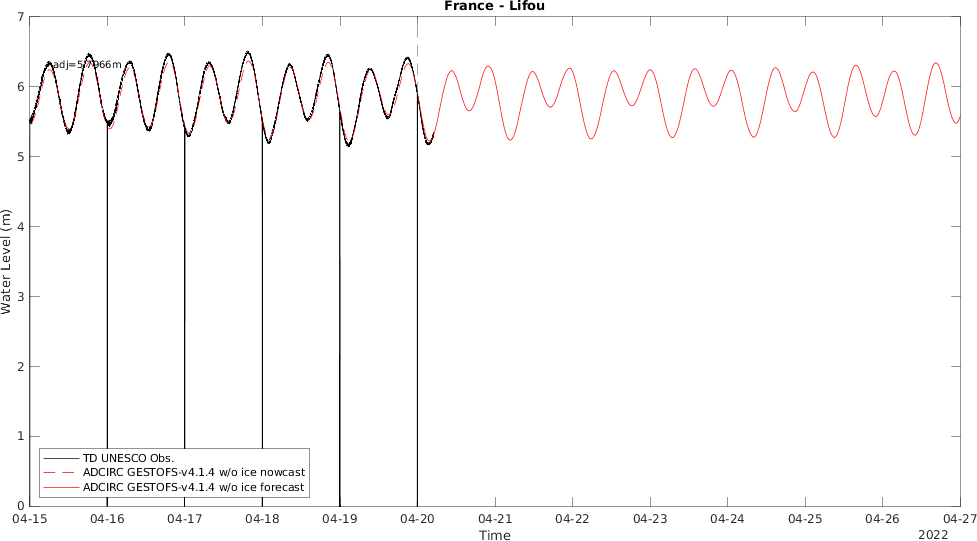 France - Lifou
adj=5.7966m
Water Level (m)
7
6
5
4
3
2
1
0
TD UNESCO Obs.
ADCIRC GESTOFS-v4.1.4 w/o ice nowcast
ADCIRC GESTOFS-v4.1.4 w/o ice forecast
04-15 04-16 04-17 04-18 04-19 04-20 04-21 04-22 04-23 04-24 04-25 04-26 04-27
Time
2022